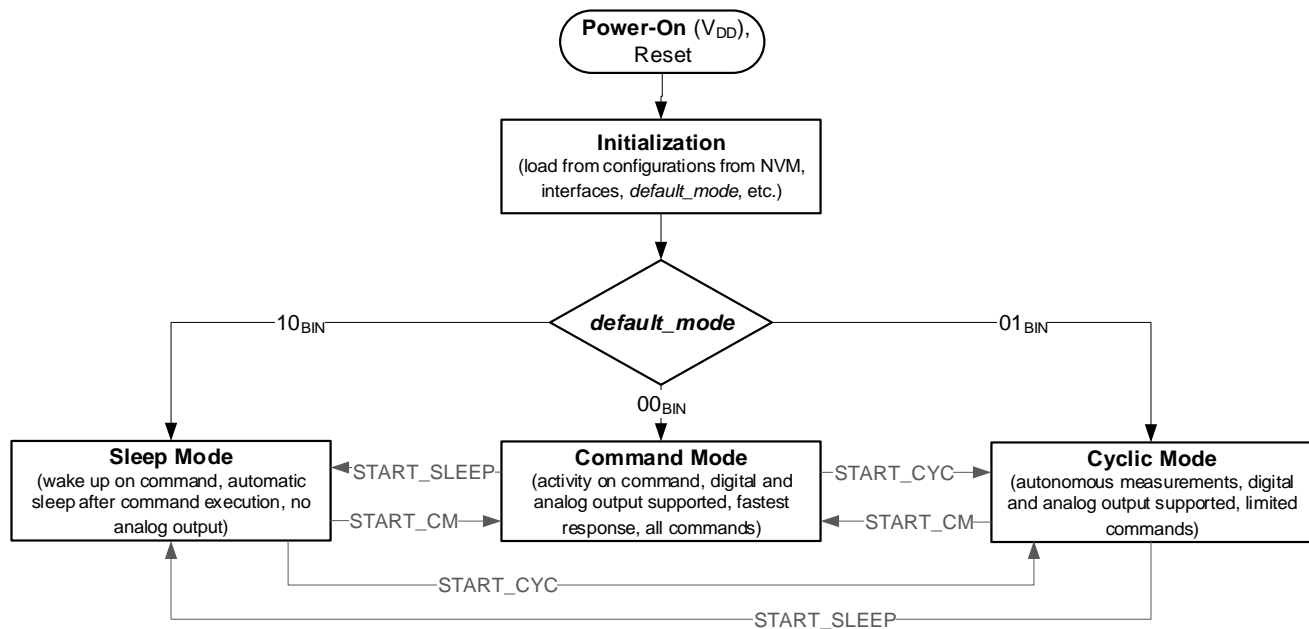 Power-On (VDD),
Reset
Initialization
(load from configurations from NVM,
interfaces, default_mode, etc.)
default_mode
10BIN
01BIN
00BIN
Sleep Mode
(wake up on command, automatic
sleep after command execution, no
analog output)
START_SLEEP
START_CM
Command Mode
(activity on command, digital and
analog output supported, fastest
response, all commands)
START_CYC
START_CM
Cyclic Mode
(autonomous measurements, digital
and analog output supported, limited
commands)
START_CYC
START_SLEEP